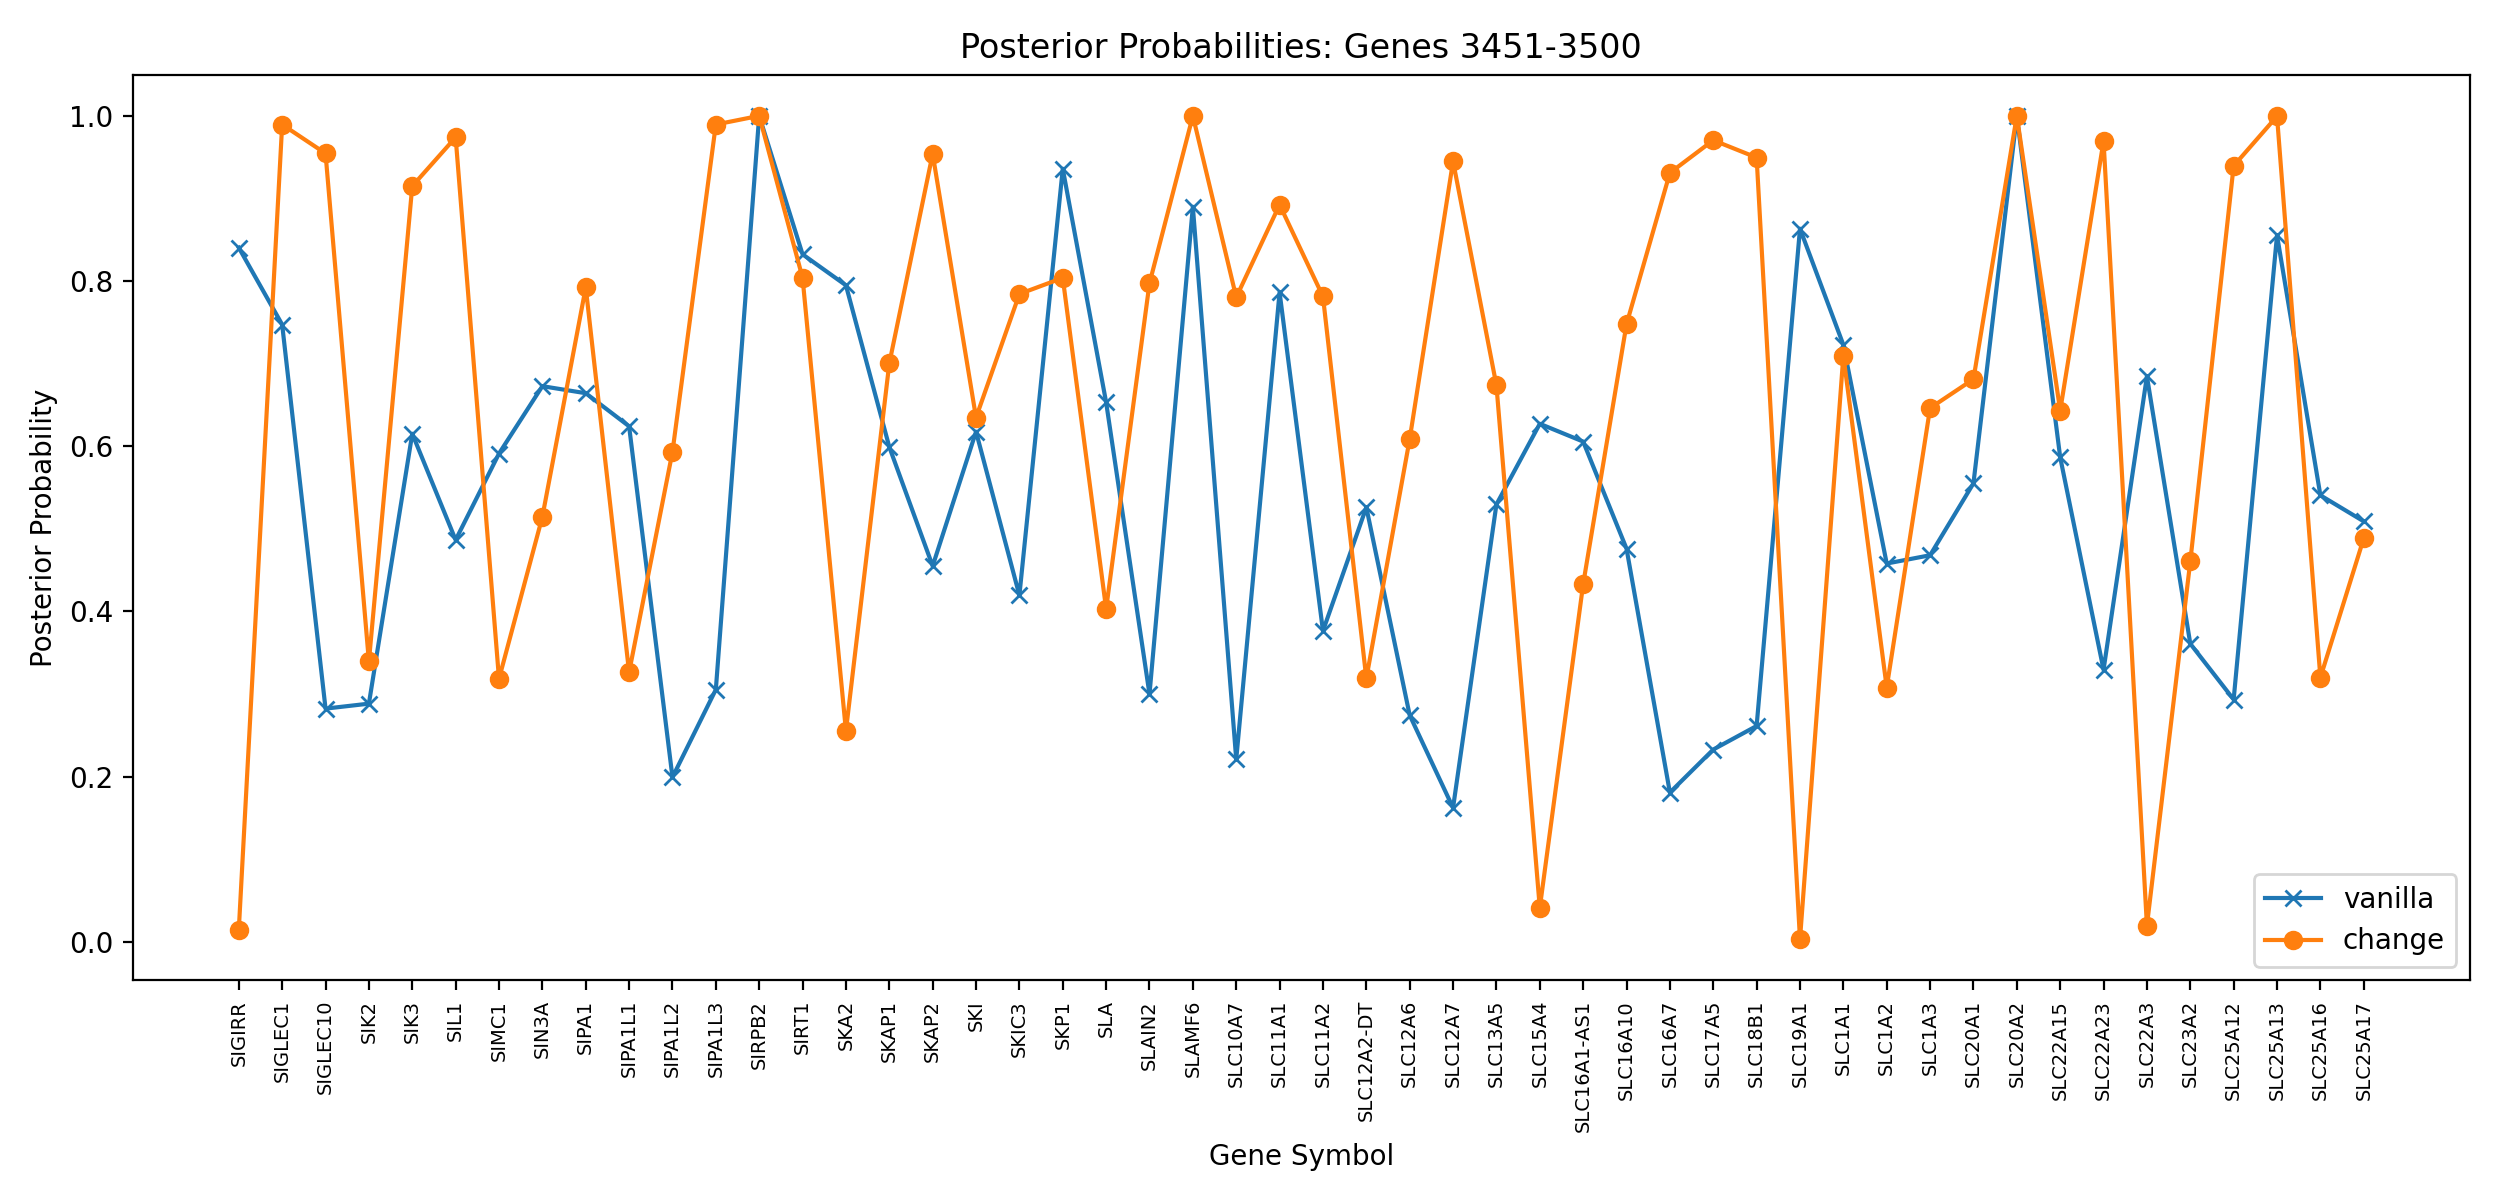 Posterior Probabilities: Genes 3451-3500
Posterior Probability
1.0
0.8
0.6
0.4
0.2
0.0
vanilla
change
SIGIRR
SIGLEC1
SIGLEC10
SIK2
SIK3
SIL1
SIMC1
SIN3A
SIPA1
SIPA1L1
SIPA1L2
SIPA1L3
SIRPB2
SIRT1
SKA2
SKAP1
SKAP2
SKI
SKIC3
SKP1
SLA
SLAIN2
SLAMF6
SLC10A7
SLC11A1
SLC11A2
SLC12A2-DT
SLC12A6
SLC12A7
SLC13A5
SLC15A4
SLC16A1-AS1
SLC16A10
SLC16A7
SLC17A5
SLC18B1
SLC19A1
SLC1A1
SLC1A2
SLC1A3
SLC20A1
SLC20A2
SLC22A15
SLC22A23
SLC22A3
SLC23A2
SLC25A12
SLC25A13
SLC25A16
SLC25A17
Gene Symbol